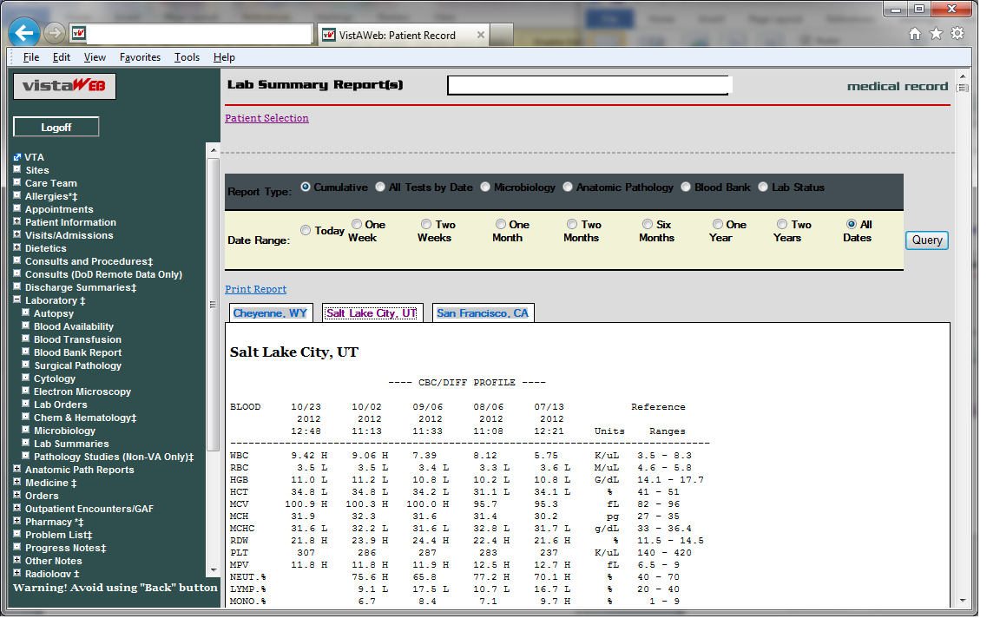 VistAWeb: Patient Record
File Edit View Favorites Tools Help
vistaWEB
Lab Summary Report(s)
medical record
Logoff
Patient Selection
VTA
Sites
Care Team
Allergies*‡
Appointments
Patient Information
Visits/Admissions
Dietetics
Consults and Procedures‡
Consults (DoD Remote Data Only)
Discharge Summaries‡
Laboratory ‡
Autopsy
Blood Availability
Blood Transfusion
Blood Bank Report
Surgical Pathology
Cytology
Electron Microscopy
Lab Orders
Chem & Hematology‡
Microbiology
Lab Summaries
Pathology Studies (Non-VA Only)‡
Anatomic Path Reports
Medicine ‡
Orders
Outpatient Encounters/GAF
Pharmacy *‡
Problem List‡
Progress Notes‡
Other Notes
Radiology ‡
Warning! Avoid using "Back" button
Report Type: Cumulative All Tests by Date Microbiology Anatomic Pathology Blood Bank Lab Status
Date Range: Today One Week Two Weeks One Month Two Months Six Months One Year Two Years All Dates
Query
Print Report
Cheyenne, WY Salt Lake City, UT San Francisco, CA
Salt Lake City, UT
---- CBC/DIFF PROFILE ----
BLOOD 10/23 10/02 09/06 08/06 07/13 Reference
2012 2012 2012 2012 2012
12:48 11:13 11:33 11:08 12:21 Units Ranges
-------------------------------------------------------------------------------
WBC 9.42 H 9.06 H 7.39 8.12 5.75 K/uL 3.5 - 8.3
RBC 3.5 L 3.5 L 3.4 L 3.3 L 3.6 L M/uL 4.6 - 5.8
HGB 11.0 L 11.2 L 10.8 L 10.2 L 10.8 L G/dL 14.1 - 17.7
HCT 34.8 L 34.8 L 34.2 L 31.1 L 34.1 L % 41 - 51
MCV 100.9 H 100.3 H 100.0 H 95.7 95.3 fL 82 - 96
MCH 31.9 32.3 31.6 31.4 30.2 pg 27 - 35
MCHC 31.6 L 32.2 L 31.6 L 32.8 L 31.7 L g/dL 33 - 36.4
RDW 21.8 H 23.9 H 24.4 H 22.4 H 21.6 H % 11.5 - 14.5
PLT 307 286 287 283 237 K/uL 140 - 420
MPV 11.8 H 11.8 H 11.9 H 12.5 H 12.7 H fL 6.5 - 9
NEUT.% 75.6 H 65.8 77.2 H 70.1 H % 40 - 70
LYMP.% 9.1 L 17.5 L 10.7 L 16.7 L % 20 - 40
MONO.% 6.7 8.4 7.1 9.7 H % 1 - 9